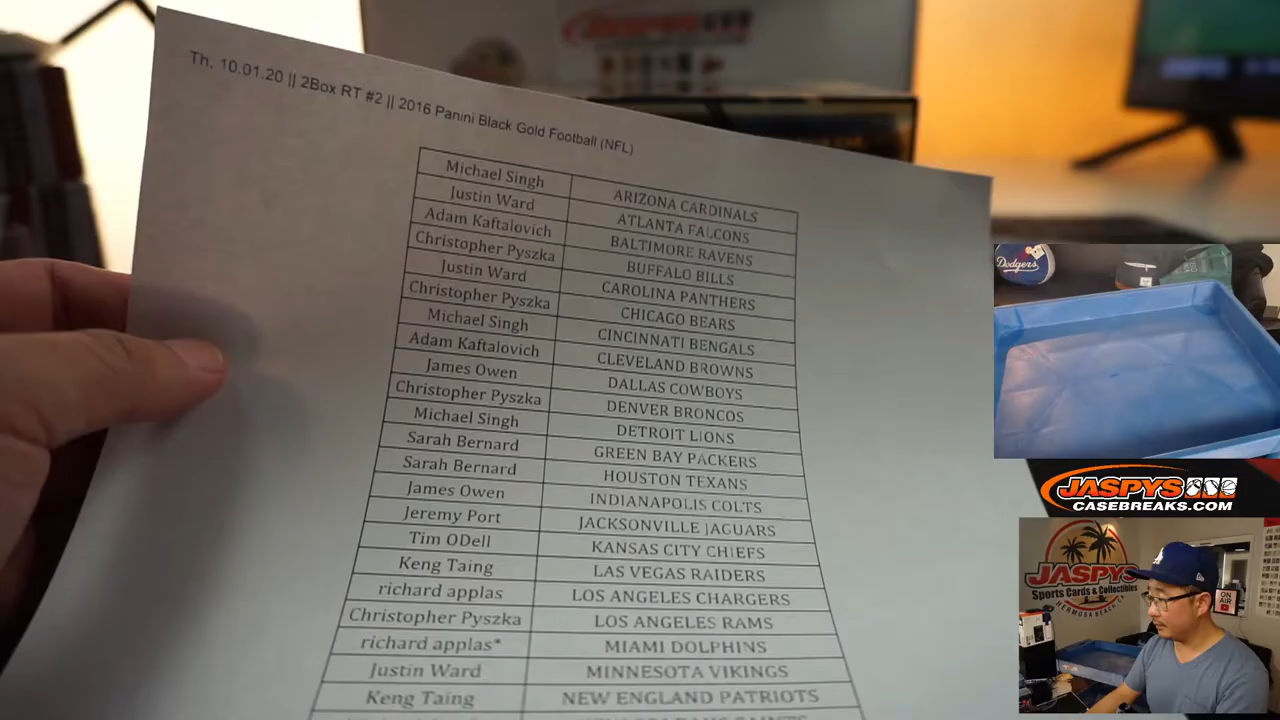 JASPYS
Th, 10.01.20 || 2Box RT #2 || 2016 Panini Black Gold Football (NFL)
Michael Singh ARIZONA CARDINALS
Justin Ward ATLANTA FALCONS
Adam Kaftalovich BALTIMORE RAVENS
Christopher Pyszka BUFFALO BILLS
Justin Ward CAROLINA PANTHERS
Christopher Pyszka CHICAGO BEARS
Michael Singh CINCINNATI BENGALS
Adam Kaftalovich CLEVELAND BROWNS
James Owen DALLAS COWBOYS
Christopher Pyszka DENVER BRONCOS
Michael Singh DETROIT LIONS
Sarah Bernard GREEN BAY PACKERS
Sarah Bernard HOUSTON TEXANS
James Owen INDIANAPOLIS COLTS
Jeremy Port JACKSONVILLE JAGUARS
Tim ODell KANSAS CITY CHIEFS
Keng Taing LAS VEGAS RAIDERS
richard applas LOS ANGELES CHARGERS
Christopher Pyszka LOS ANGELES RAMS
richard applas* MIAMI DOLPHINS
Justin Ward MINNESOTA VIKINGS
Keng Taing NEW ENGLAND PATRIOTS
Dodgers
JASPYS
CASEBREAKS.COM
JASPYS
Sports Cards & Collectibles
HERMOSA BEACH
LA
ON
AIR